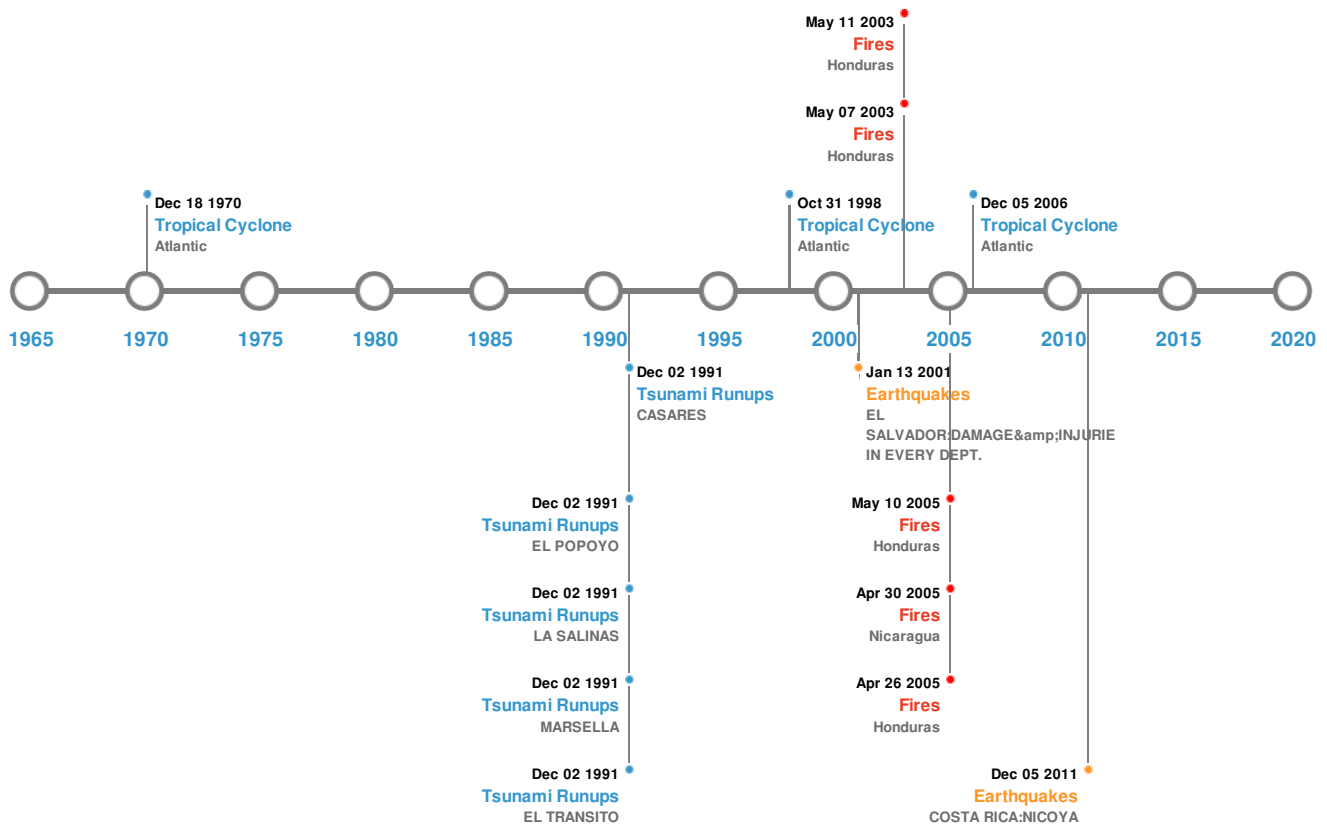 May 11 2003
Fires
Honduras
May 07 2003
Fires
Honduras
Dec 18 1970
Tropical Cyclone
Atlantic
Oct 31 1998
Tropical Cyclone
Atlantic
Dec 05 2006
Tropical Cyclone
Atlantic
1965 1970 1975 1980 1985 1990 1995 2000 2005 2010 2015 2020
Dec 02 1991
Tsunami Runups
CASARES
Jan 13 2001
Earthquakes
EL
SALVADOR:DAMAGE&amp;INJURIE
IN EVERY DEPT.
Dec 02 1991
Tsunami Runups
EL POPOYO
May 10 2005
Fires
Honduras
Dec 02 1991
Tsunami Runups
LA SALINAS
Apr 30 2005
Fires
Nicaragua
Dec 02 1991
Tsunami Runups
MARSELLA
Apr 26 2005
Fires
Honduras
Dec 02 1991
Tsunami Runups
EL TRANSITO
Dec 05 2011
Earthquakes
COSTA RICA:NICOYA